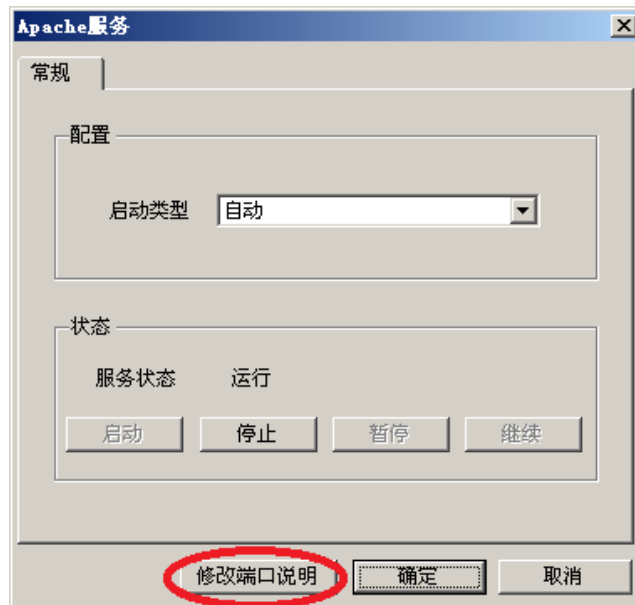 Apache服务
常规
配置
启动类型 自动
状态
服务状态 运行
启动 停止 暂停 继续
修改端口说明 确定 取消